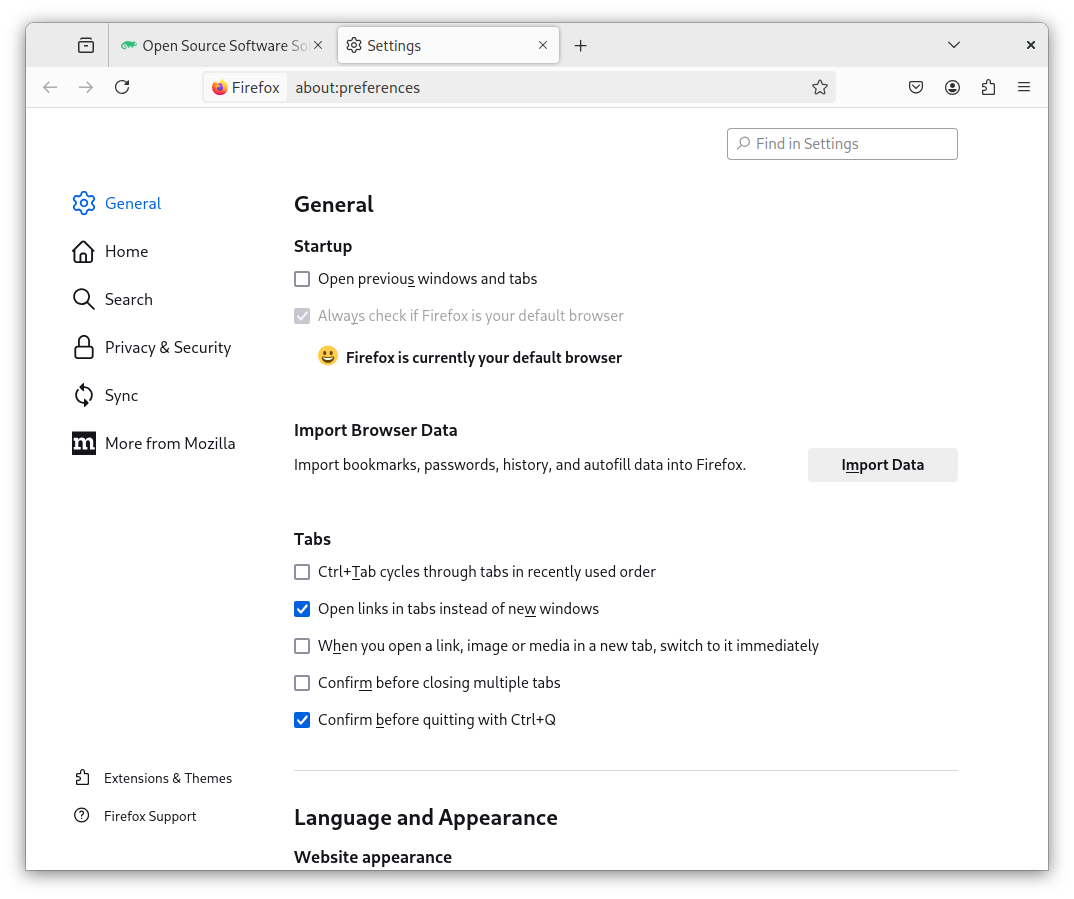 Open Source Software So
Settings
Firefox
about:preferences
Find in Settings
General
Home
Search
Privacy & Security
Sync
More from Mozilla
Extensions & Themes
Firefox Support
General
Startup
Open previous windows and tabs
Always check if Firefox is your default browser
Firefox is currently your default browser
Import Browser Data
Import bookmarks, passwords, history, and autofill data into Firefox.
Import Data
Tabs
Ctrl+Tab cycles through tabs in recently used order
Open links in tabs instead of new windows
When you open a link, image or media in a new tab, switch to it immediately
Confirm before closing multiple tabs
Confirm before quitting with Ctrl+Q
Language and Appearance
Website appearance